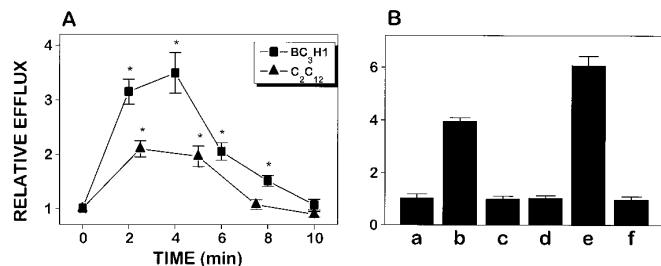 A
B
RELATIVE EFFLUX
4
3
2
1
* * * * * *
BC3H1
C2C12
0 2 4 6 8 10
TIME (min)
6
4
2
0
a b c d e f